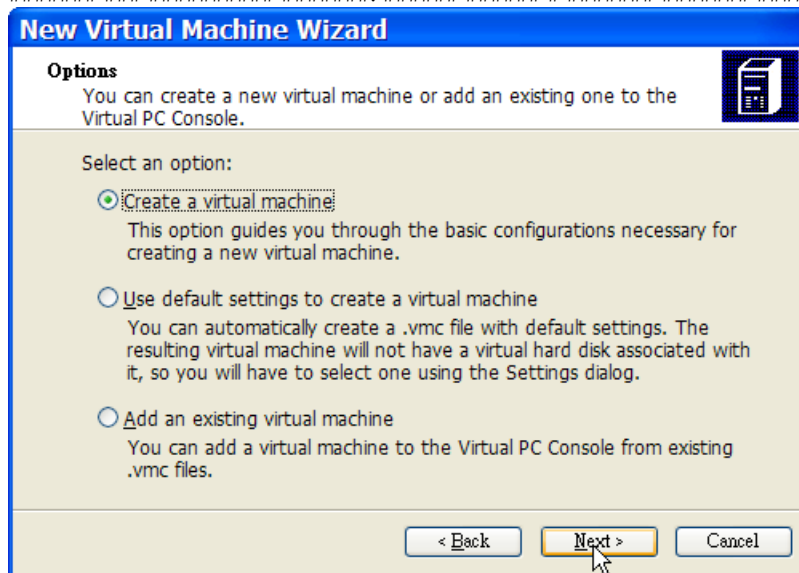 New Virtual Machine Wizard
Options
You can create a new virtual machine or add an existing one to the
Virtual PC Console.
Select an option:
Create a virtual machine
This option guides you through the basic configurations necessary for
creating a new virtual machine.
Use default settings to create a virtual machine
You can automatically create a .vmc file with default settings. The
resulting virtual machine will not have a virtual hard disk associated with
it, so you will have to select one using the Settings dialog.
Add an existing virtual machine
You can add a virtual machine to the Virtual PC Console from existing
.vmc files.
< Back Next > Cancel